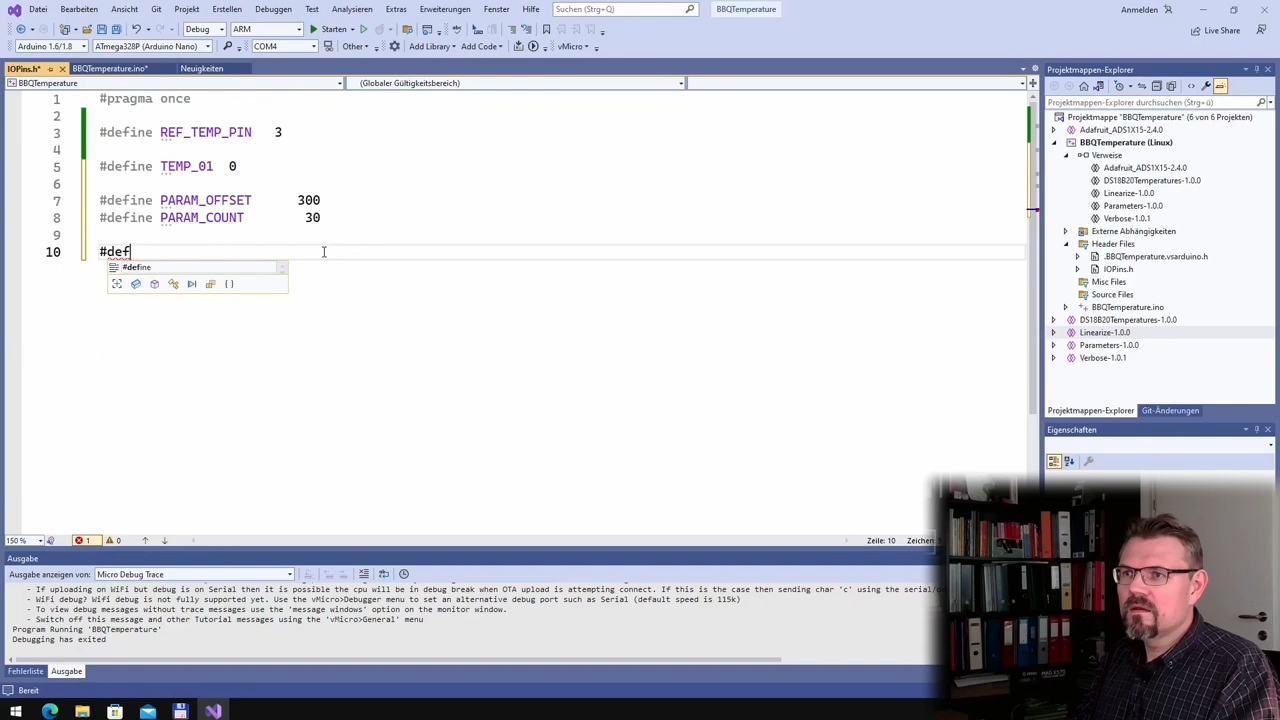 Datei Bearbeiten Ansicht Git Projekt Erstellen Debuggen Test Analysieren Extras Erweiterungen Fenster Hilfe Suchen (Strg+Q) BBQTemperature Anmelden
Debug ARM Starten Live Share
Arduino 1.6/1.8 ATmega328P (Arduino Nano) COM4 Other Add Library Add Code vMicro
IOPins.h* BBQTemperature.ino* Neuigkeiten
BBQTemperature (Globaler Gültigkeitsbereich)
1 #pragma once
2
3 #define REF_TEMP_PIN 3
4
5 #define TEMP_01 0
6
7 #define PARAM_OFFSET 300
8 #define PARAM_COUNT 30
9
10 #def
#define
150 % 1 0 Zeile: 10 Zeichen:
Ausgabe
Ausgabe anzeigen von: Micro Debug Trace
- If uploading on WiFi but debug is on Serial then it is possible the cpu will be in debug break when OTA upload is attempting connect. If this is the case then sending char 'c' using the serial/de
- WiFi debug? Wifi debug is not fully supported yet. Use the vMicro>Debugger menu to set an alternative debug port such as Serial (default speed is 115k)
- To view debug messages without trace messages use the 'message windows' option on the monitor window.
- Switch off this message and other Tutorial messages using the 'vMicro>General' menu
Program Running 'BBQTemperature'
Debugging has exited
Fehlerliste Ausgabe
Bereit
Projektmappen-Explorer
Projektmappen-Explorer durchsuchen (Strg+ü)
Projektmappe "BBQTemperature" (6 von 6 Projekten)
Adafruit_ADS1X15-2.4.0
BBQTemperature (Linux)
Verweise
Adafruit_ADS1X15-2.4.0
DS18B20Temperatures-1.0.0
Linearize-1.0.0
Parameters-1.0.0
Verbose-1.0.1
Externe Abhängigkeiten
Header Files
.BBQTemperature.vsarduino.h
IOPins.h
Misc Files
Source Files
BBQTemperature.ino
DS18B20Temperatures-1.0.0
Linearize-1.0.0
Parameters-1.0.0
Verbose-1.0.1
Projektmappen-Explorer Git-Änderungen
Eigenschaften